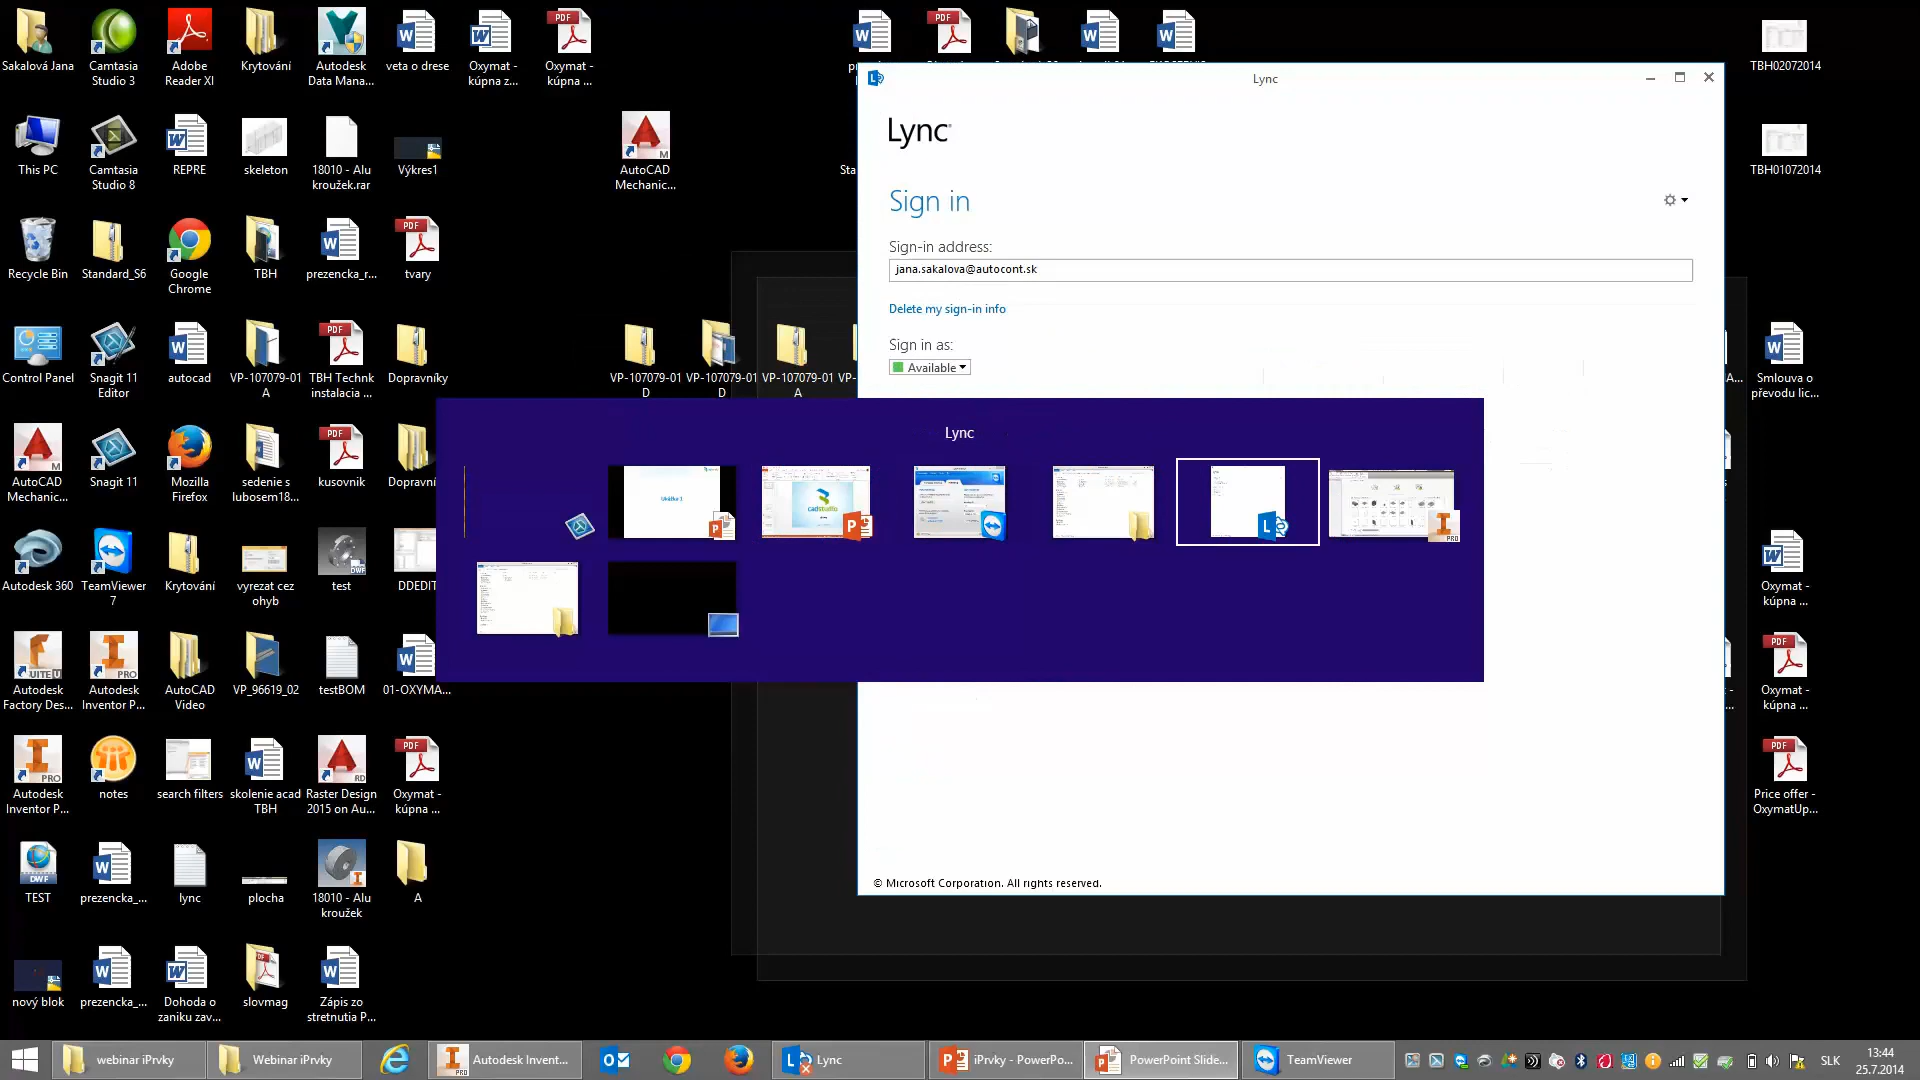 Sakalová Jana
Camtasia Studio 3
Adobe Reader XI
Krytování
Autodesk Data Mana...
veta o drese
Oxymat - kúpna z...
Oxymat - kúpna ...
TBH02072014
This PC
Camtasia Studio 8
REPRE
skeleton
18010 - Alu kroužek.rar
Výkres1
AutoCAD Mechanic...
TBH01072014
Recycle Bin
Standard_S6
Google Chrome
TBH
prezencka_r...
tvary
Control Panel
Snagit 11 Editor
autocad
VP-107079-01 A
TBH Technk instalacia ...
Dopravníky
VP-107079-01 D
VP-107079-01 D
VP-107079-01 A
VP-
Smlouva o převodu lic...
AutoCAD Mechanic...
Snagit 11
Mozilla Firefox
sedenie s lubosem18...
kusovnik
Dopravní
Autodesk 360
TeamViewer 7
Krytování
vyrezat cez ohyb
test
DDEDIT
Oxymat - kúpna ...
Autodesk Factory Des...
Autodesk Inventor P...
AutoCAD Video
VP_96619_02
testBOM
01-OXYMA...
Oxymat - kúpna ...
Autodesk Inventor P...
notes
search filters
skolenie acad TBH
Raster Design 2015 on Au...
Oxymat - kúpna ...
Price offer - OxymatUp...
TEST
prezencka_...
lync
plocha
18010 - Alu kroužek
A
nový blok
prezencka_...
Dohoda o zaniku zav...
slovmag
Zápis zo stretnutia P...
Lync
Lync
Sign in
Sign-in address:
jana.sakalova@autocont.sk
Delete my sign-in info
Sign in as:
Available
Lync
Ukážka 1
cadstudio
© Microsoft Corporation. All rights reserved.
webinar iPrvky
Webinar iPrvky
Autodesk Invent...
Lync
iPrvky - PowerPo...
PowerPoint Slide...
TeamViewer
SLK
13:44
25.7.2014